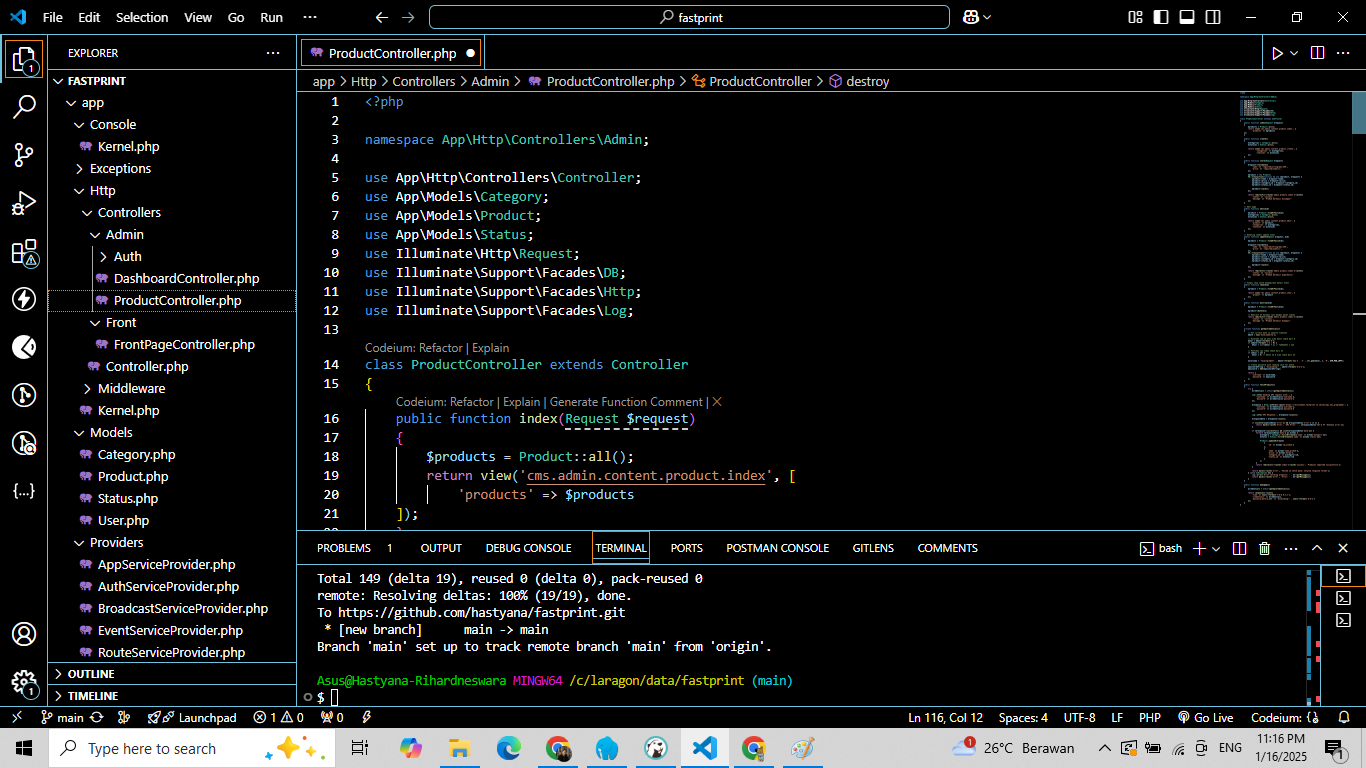 File Edit Selection View Go Run ··· fastprint
EXPLORER ···
FASTPRINT
app
Console
Kernel.php
Exceptions
Http
Controllers
Admin
Auth
DashboardController.php
ProductController.php
Front
FrontPageController.php
Controller.php
Middleware
Kernel.php
Models
Category.php
Product.php
Status.php
User.php
Providers
AppServiceProvider.php
AuthServiceProvider.php
BroadcastServiceProvider.php
EventServiceProvider.php
RouteServiceProvider.php
OUTLINE
TIMELINE
ProductController.php
app > Http > Controllers > Admin > ProductController.php > ProductController > destroy
1 <?php
2
3 namespace App\Http\Controllers\Admin;
4
5 use App\Http\Controllers\Controller;
6 use App\Models\Category;
7 use App\Models\Product;
8 use App\Models\Status;
9 use Illuminate\Http\Request;
10 use Illuminate\Support\Facades\DB;
11 use Illuminate\Support\Facades\Http;
12 use Illuminate\Support\Facades\Log;
13
Codeium: Refactor | Explain
14 class ProductController extends Controller
15 {
Codeium: Refactor | Explain | Generate Function Comment | ×
16 public function index(Request $request)
17 {
18 $products = Product::all();
19 return view('cms.admin.content.product.index', [
20 'products' => $products
21 ]);
PROBLEMS 1 OUTPUT DEBUG CONSOLE TERMINAL PORTS POSTMAN CONSOLE GITLENS COMMENTS bash
Total 149 (delta 19), reused 0 (delta 0), pack-reused 0
remote: Resolving deltas: 100% (19/19), done.
To https://github.com/hastyana/fastprint.git
* [new branch] main -> main
Branch 'main' set up to track remote branch 'main' from 'origin'.
Asus@Hastyana-Rihardneswara MINGW64 /c/laragon/data/fastprint (main)
$
main Launchpad 1 0 0 Ln 116, Col 12 Spaces: 4 UTF-8 LF PHP Go Live Codeium: {}
Type here to search 1 26°C Berawan ENG 11:16 PM
1/16/2025 1